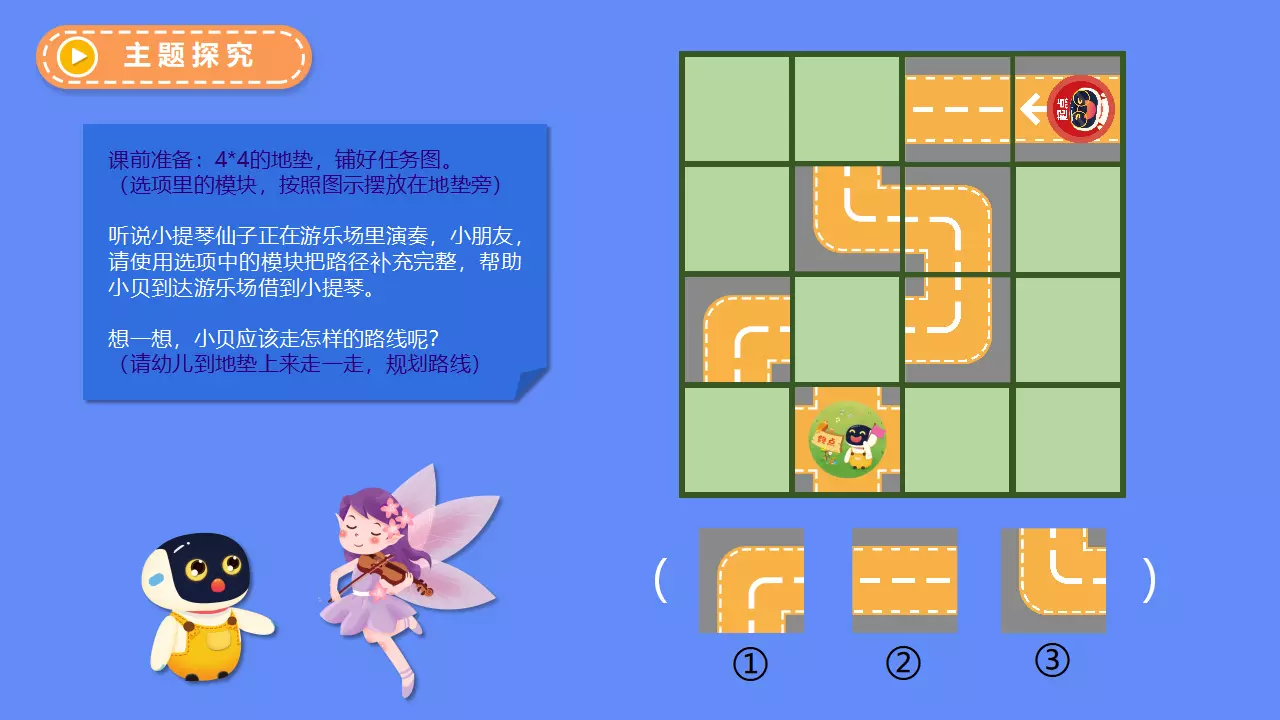 主题探究
课前准备：4*4的地垫，铺好任务图。
（选项里的模块，按照图示摆放在地垫旁）
听说小提琴仙子正在游乐场里演奏，小朋友，
请使用选项中的模块把路径补充完整，帮助
小贝到达游乐场借到小提琴。
想一想，小贝应该走怎样的路线呢？
（请幼儿到地垫上来走一走，规划路线）
起点
终点
（ ）
① ② ③